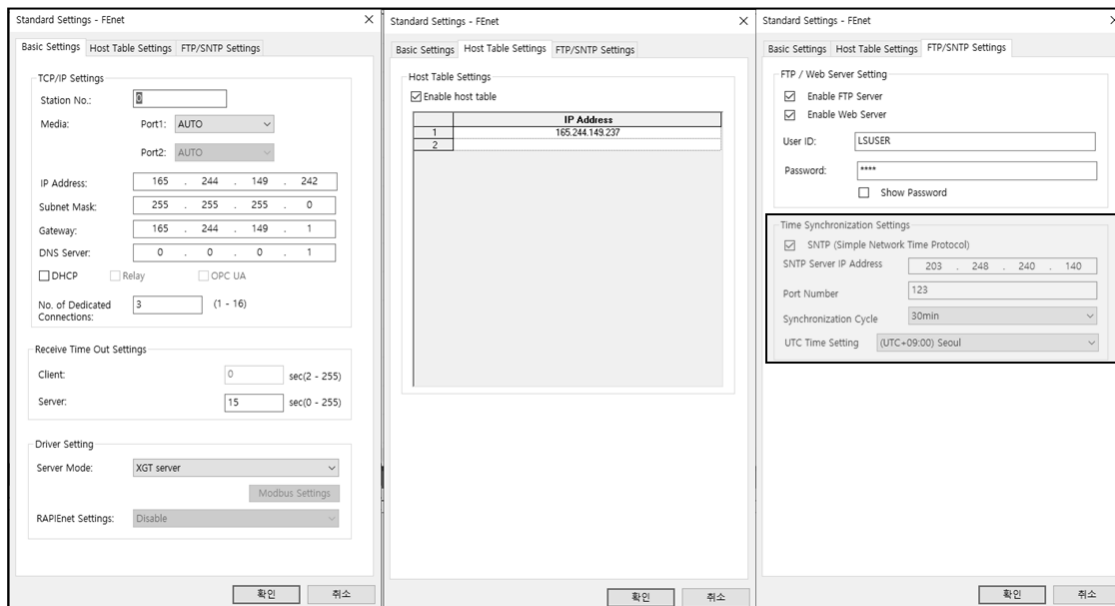 Standard Settings - FEnet
Basic Settings Host Table Settings FTP/SNTP Settings
TCP/IP Settings
Station No.: 0
Media: Port1: AUTO
Port2: AUTO
IP Address: 165 . 244 . 149 . 242
Subnet Mask: 255 . 255 . 255 . 0
Gateway: 165 . 244 . 149 . 1
DNS Server: 0 . 0 . 0 . 1
DHCP Relay OPC UA
No. of Dedicated
Connections: 3 (1 - 16)
Receive Time Out Settings
Client: 0 sec(2 - 255)
Server: 15 sec(0 - 255)
Driver Setting
Server Mode: XGT server
Modbus Settings
RAPIEnet Settings: Disable
확인 취소
Standard Settings - FEnet
Basic Settings Host Table Settings FTP/SNTP Settings
Host Table Settings
Enable host table
IP Address
1 165.244.149.237
2
확인 취소
Standard Settings - FEnet
Basic Settings Host Table Settings FTP/SNTP Settings
FTP / Web Server Setting
Enable FTP Server
Enable Web Server
User ID: LSUSER
Password: ****
Show Password
Time Synchronization Settings
SNTP (Simple Network Time Protocol)
SNTP Server IP Address 203 . 248 . 240 . 140
Port Number 123
Synchronization Cycle 30min
UTC Time Setting (UTC+09:00) Seoul
확인 취소